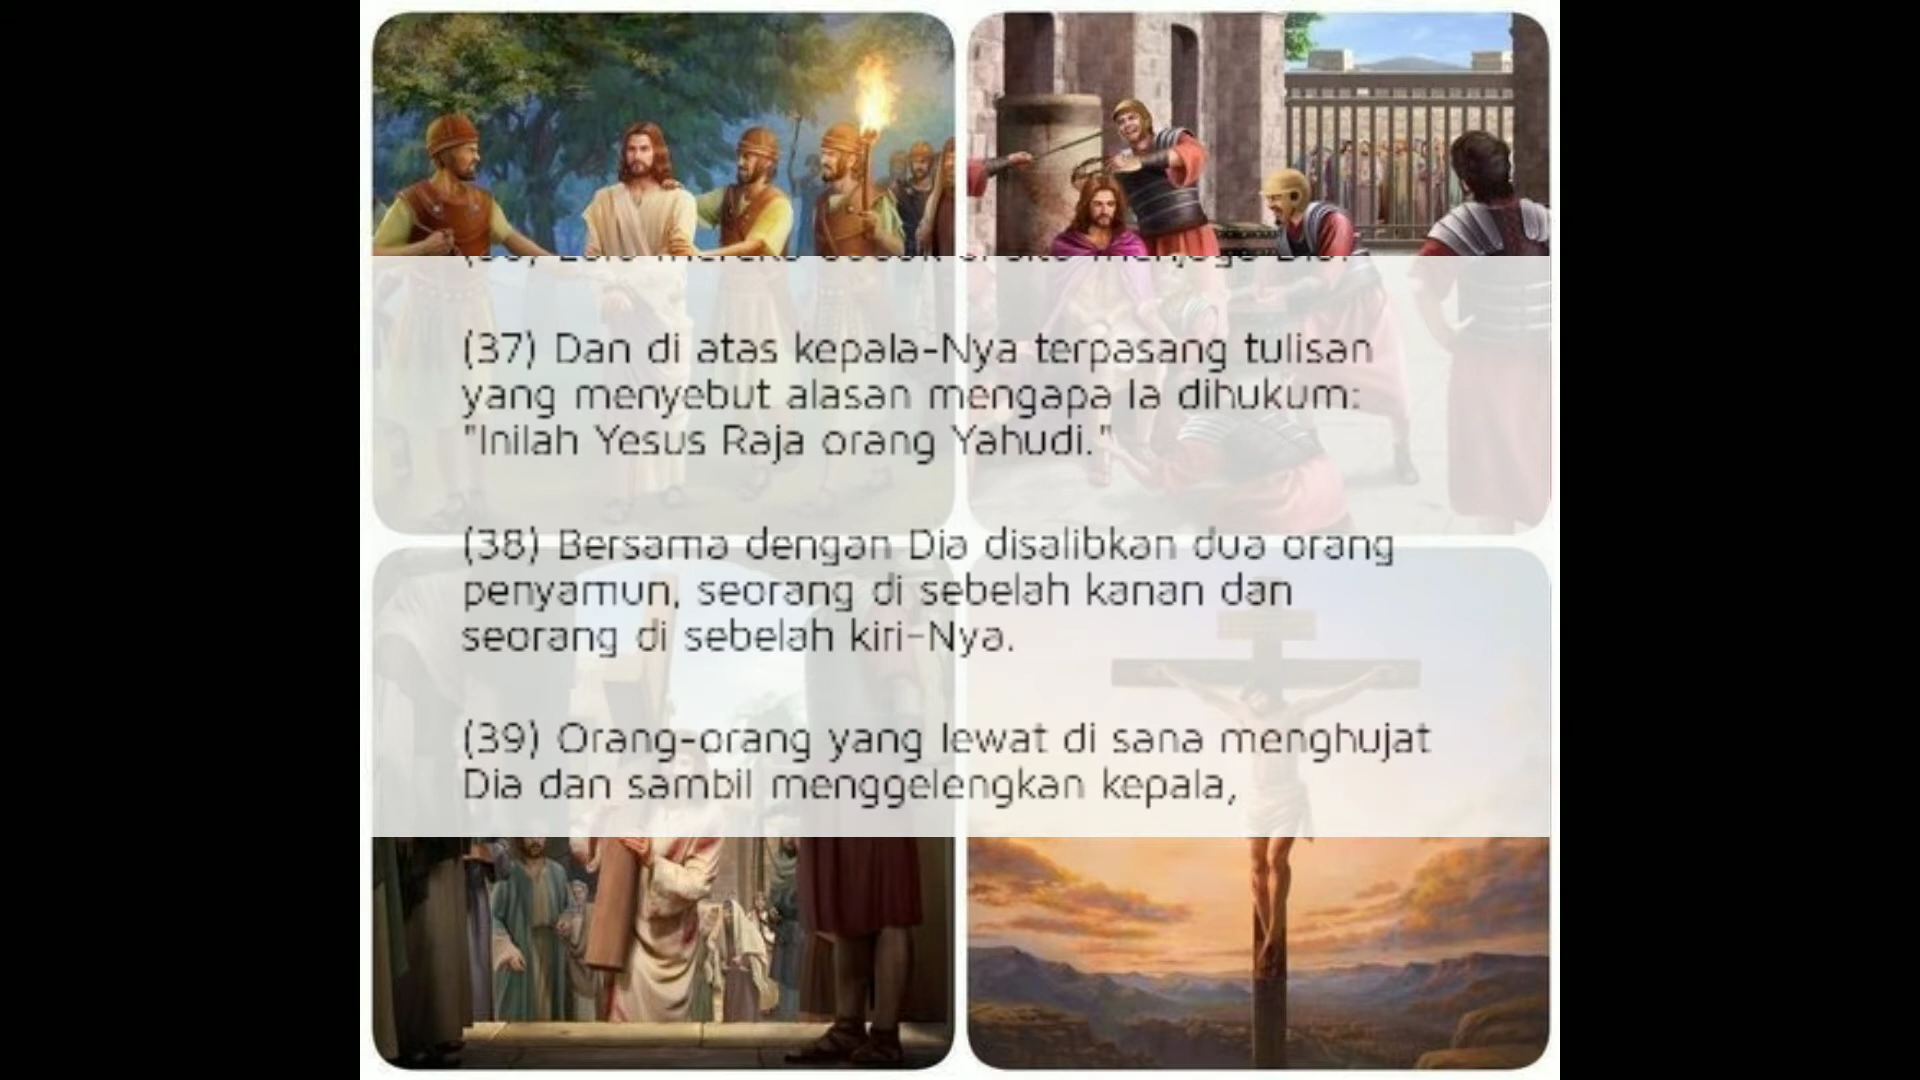 (37) Dan di atas kepala-Nya terpasang tulisan
yang menyebut alasan mengapa Ia dihukum:
"Inilah Yesus Raja orang Yahudi."
(38) Bersama dengan Dia disalibkan dua orang
penyamun, seorang di sebelah kanan dan
seorang di sebelah kiri-Nya.
(39) Orang-orang yang lewat di sana menghujat
Dia dan sambil menggelengkan kepala,